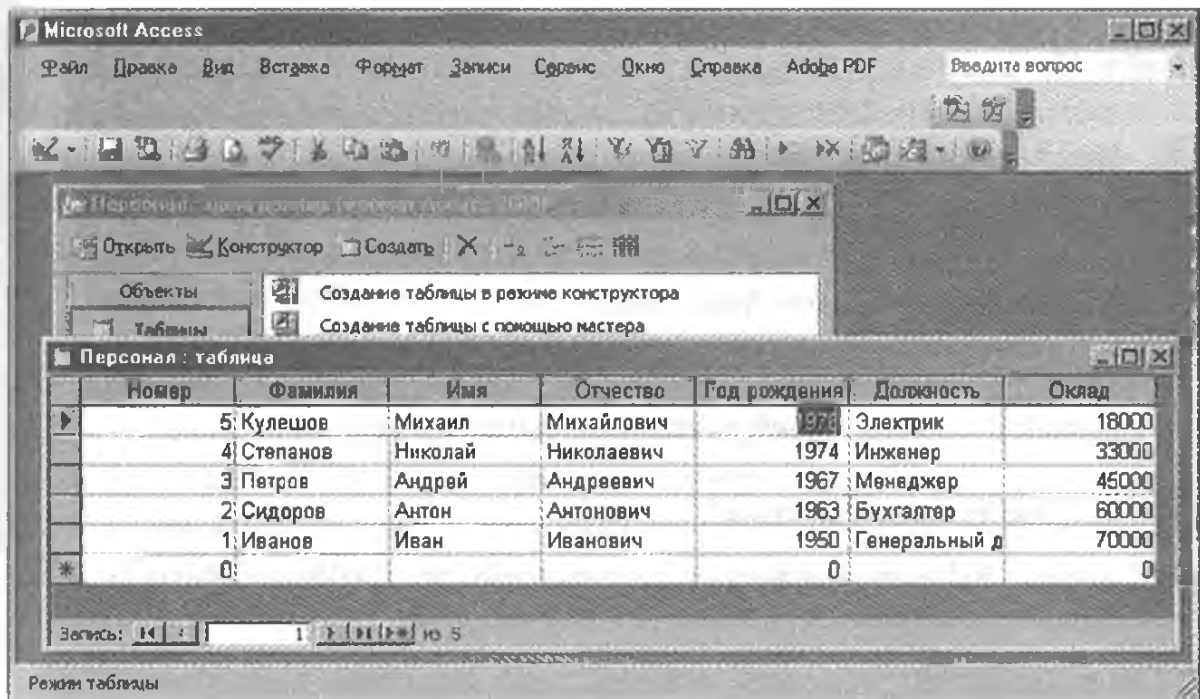 Microsoft Access
Файл Правка Вид Вставка Формат Записи Сервис Окно Справка Adobe PDF Введите вопрос
Открыть Конструктор Создать
Объекты
Создание таблицы в режиме конструктора
Таблицы
Создание таблицы с помощью мастера
Персонал : таблица
Номер Фамилия Имя Отчество Год рождения Должность Оклад
5 Кулешов Михаил Михайлович Электрик 18000
4 Степанов Николай Николаевич 1974 Инженер 33000
3 Петров Андрей Андреевич 1967 Менеджер 45000
2 Сидоров Антон Антонович 1963 Бухгалтер 60000
1 Иванов Иван Иванович 1950 Генеральный д 70000
0 0 0
Запись: 1 из 5
Режим таблицы